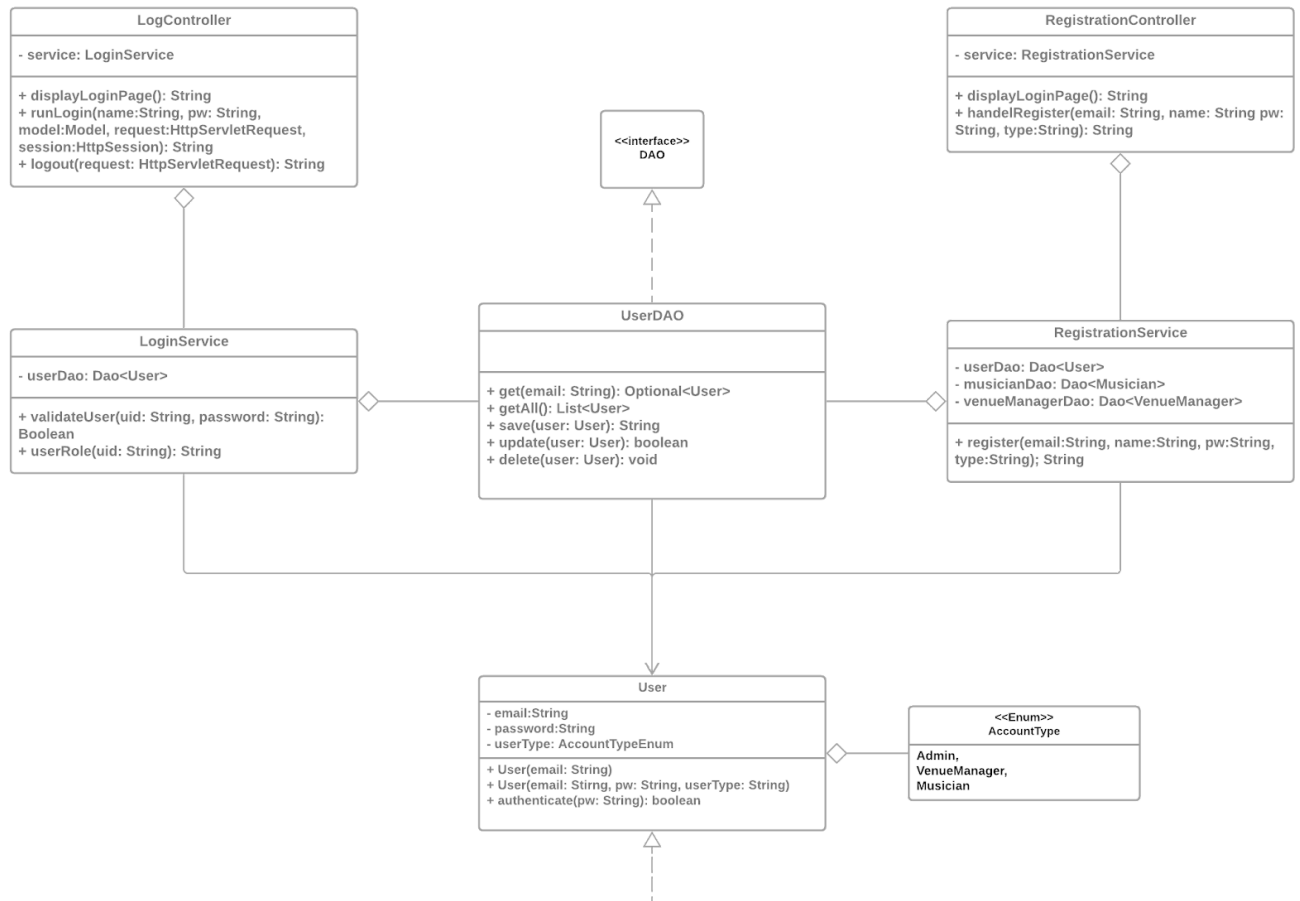 LogController
- service: LoginService
+ displayLoginPage(): String
+ runLogin(name:String, pw: String,
model:Model, request:HttpServletRequest,
session:HttpSession): String
+ logout(request: HttpServletRequest): String
<<interface>>
DAO
RegistrationController
- service: RegistrationService
+ displayLoginPage(): String
+ handelRegister(email: String, name: String pw:
String, type:String): String
LoginService
- userDao: Dao<User>
+ validateUser(uid: String, password: String):
Boolean
+ userRole(uid: String): String
UserDAO
+ get(email: String): Optional<User>
+ getAll(): List<User>
+ save(user: User): String
+ update(user: User): boolean
+ delete(user: User): void
RegistrationService
- userDao: Dao<User>
- musicianDao: Dao<Musician>
- venueManagerDao: Dao<VenueManager>
+ register(email:String, name:String, pw:String,
type:String); String
User
- email:String
- password:String
- userType: AccountTypeEnum
+ User(email: String)
+ User(email: Stirng, pw: String, userType: String)
+ authenticate(pw: String): boolean
<<Enum>>
AccountType
Admin,
VenueManager,
Musician